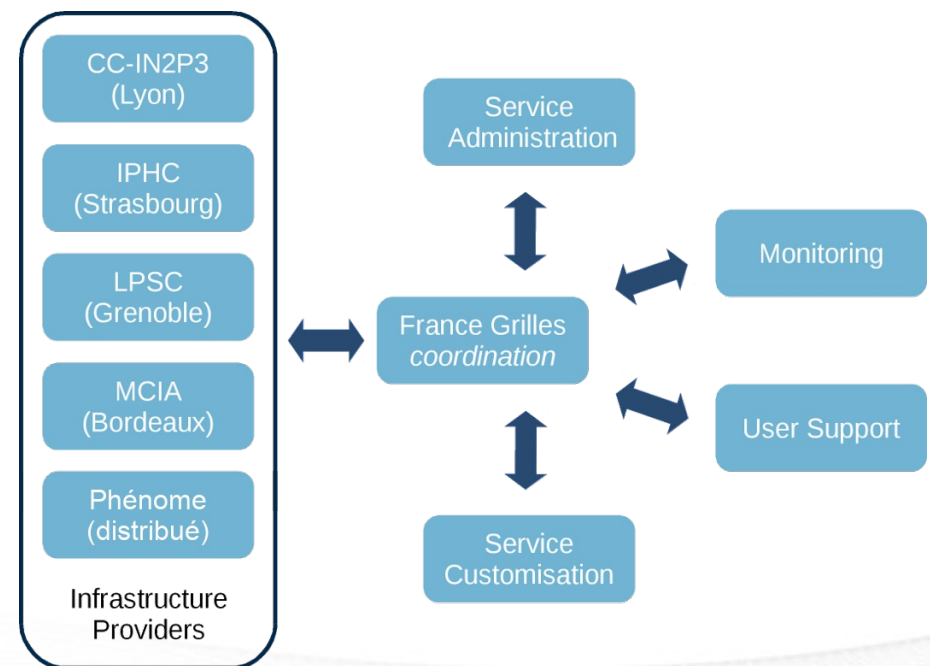 CC-IN2P3
(Lyon)
IPHC
(Strasbourg)
LPSC
(Grenoble)
MCIA
(Bordeaux)
Phénome
(distribué)
Infrastructure
Providers
Service
Administration
France Grilles
coordination
Service
Customisation
Monitoring
User Support